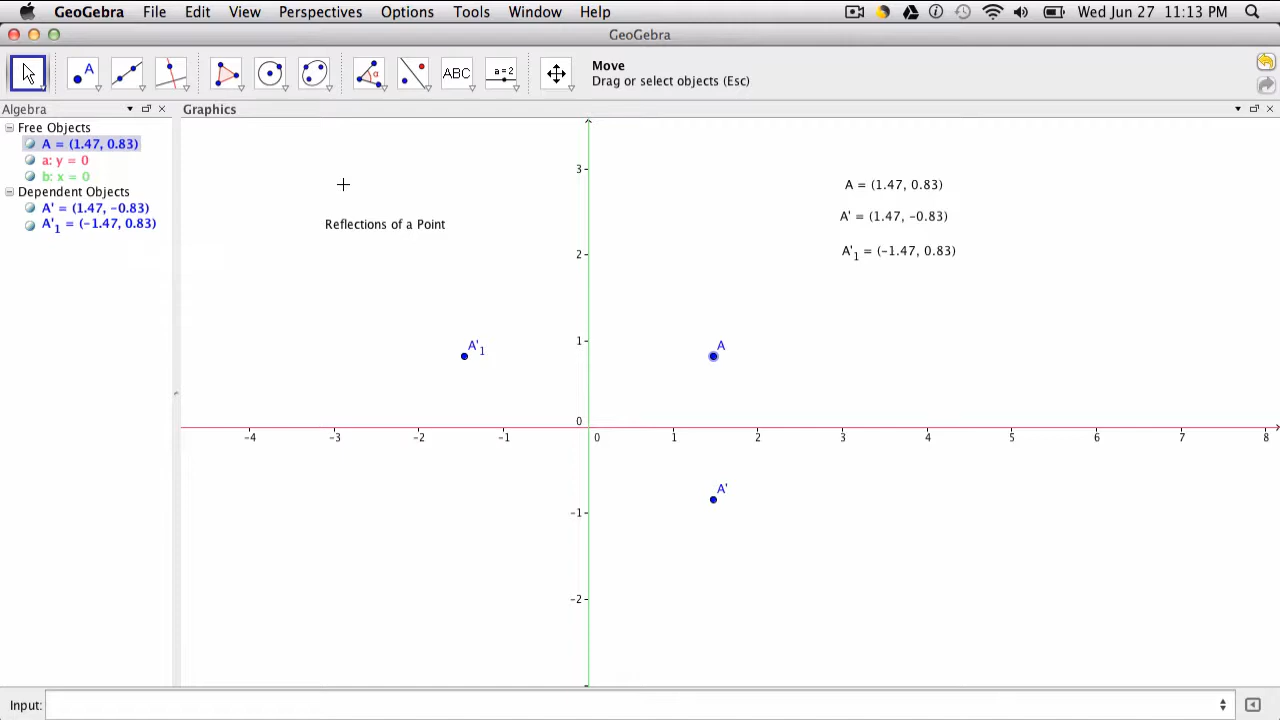 GeoGebra File Edit View Perspectives Options Tools Window Help Wed Jun 27 11:13 PM
GeoGebra
A α ABC a=2 Move
Drag or select objects (Esc)
Algebra Graphics
Free Objects
A = (1.47, 0.83)
a: y = 0
b: x = 0
Dependent Objects
A' = (1.47, -0.83)
A'1 = (-1.47, 0.83)
3
A = (1.47, 0.83)
A' = (1.47, -0.83)
Reflections of a Point
2
A'1 = (-1.47, 0.83)
1
A'1
A
0
-4 -3 -2 -1 0 1 2 3 4 5 6 7 8
A'
-1
-2
Input: